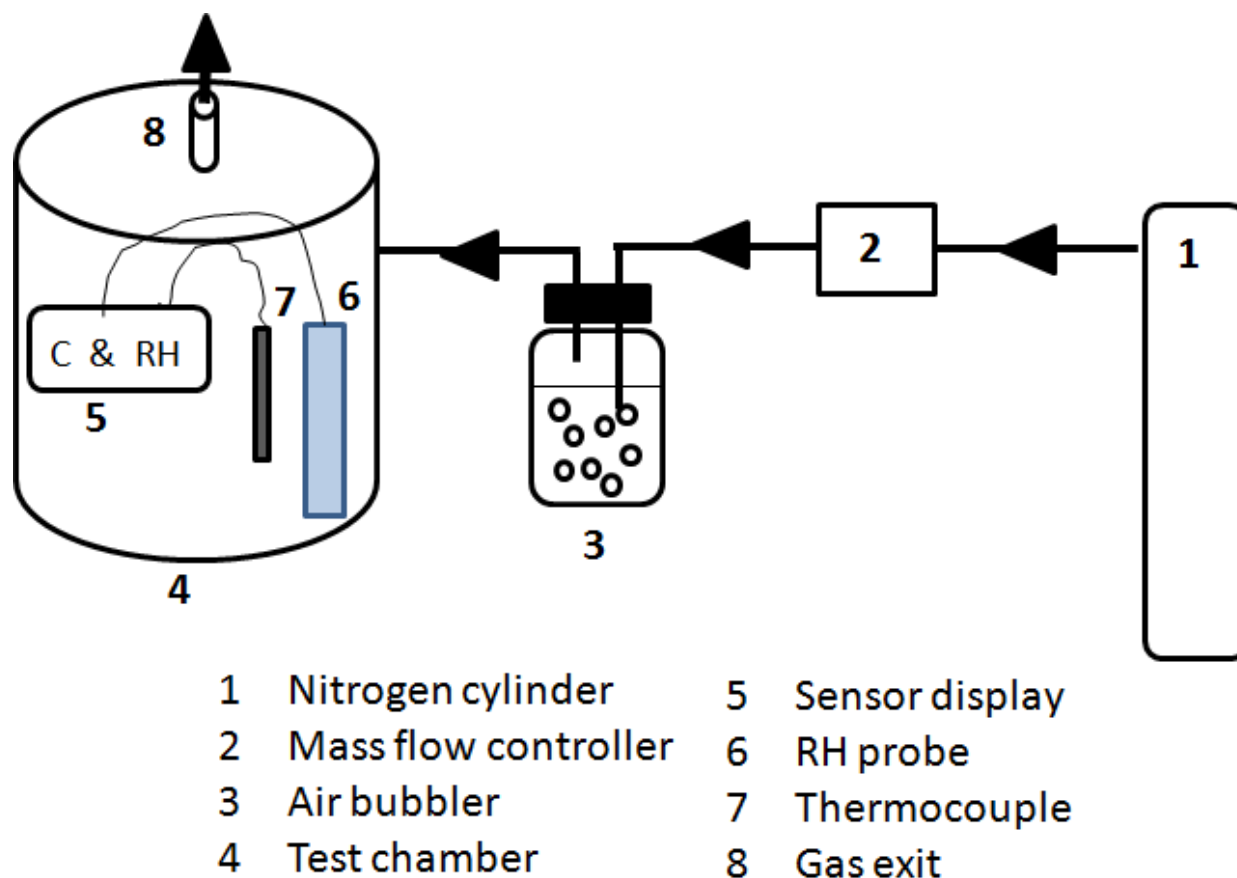 8
2
1
7
6
C & RH
5
3
4
1 Nitrogen cylinder
2 Mass flow controller
3 Air bubbler
4 Test chamber
5 Sensor display
6 RH probe
7 Thermocouple
8 Gas exit